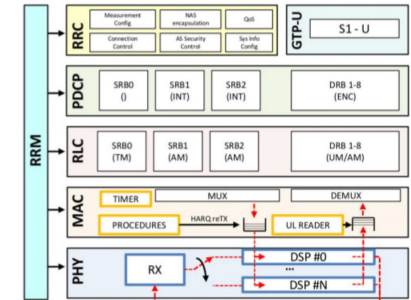 RRM
RRC
Measurement
Config
NAS
encapsulation
QoS
Connection
Control
AS Security
Control
Sys Info
Config
GTP-U
S1 - U
PDCP
SRB0
()
SRB1
(INT)
SRB2
(INT)
DRB 1-8
(ENC)
RLC
SRB0
(TM)
SRB1
(AM)
SRB2
(AM)
DRB 1-8
(UM/AM)
MAC
TIMER
MUX
DEMUX
PROCEDURES
HARQ reTX
UL READER
PHY
RX
DSP #0
...
DSP #N